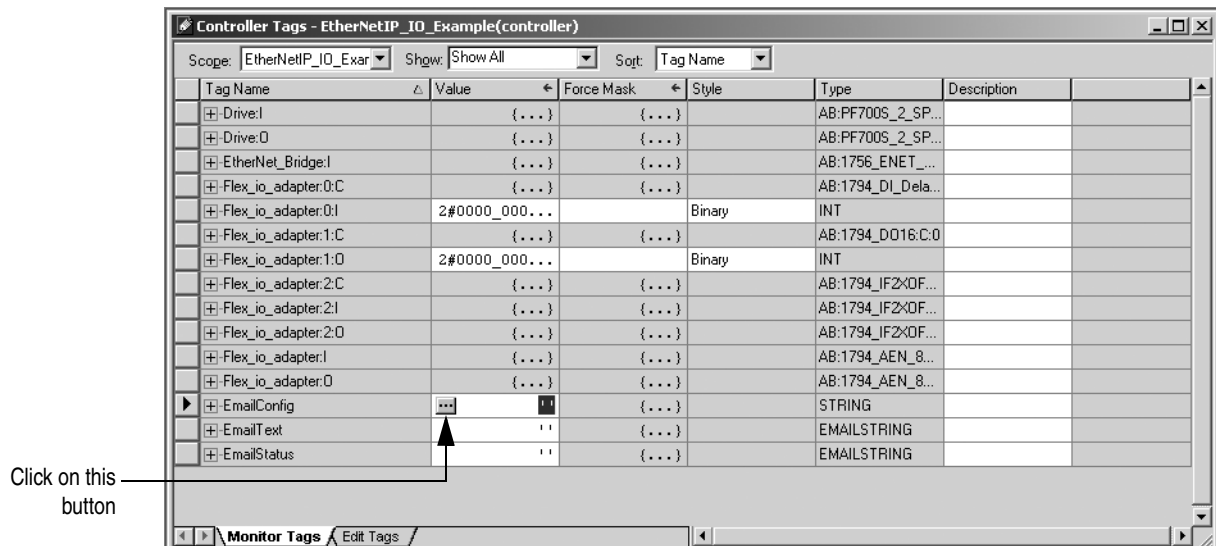 Controller Tags - EtherNetIP_IO_Example(controller)
Scope: EtherNetIP_IO_Exar Show: Show All Sort: Tag Name
Tag Name Value Force Mask Style Type Description
Drive:I {...} {...} AB:PF700S_2_SP...
Drive:O {...} {...} AB:PF700S_2_SP...
EtherNet_Bridge:I {...} {...} AB:1756_ENET_...
Flex_io_adapter:0:C {...} {...} AB:1794_DI_Dela...
Flex_io_adapter:0:I 2#0000_000... Binary INT
Flex_io_adapter:1:C {...} {...} AB:1794_DO16:C:0
Flex_io_adapter:1:O 2#0000_000... Binary INT
Flex_io_adapter:2:C {...} {...} AB:1794_IF2XOF...
Flex_io_adapter:2:I {...} {...} AB:1794_IF2XOF...
Flex_io_adapter:2:O {...} {...} AB:1794_IF2XOF...
Flex_io_adapter:I {...} {...} AB:1794_AEN_8...
Flex_io_adapter:O {...} {...} AB:1794_AEN_8...
EmailConfig ... '' {...} STRING
EmailText '' {...} EMAILSTRING
EmailStatus '' {...} EMAILSTRING
Click on this
button
Monitor Tags Edit Tags